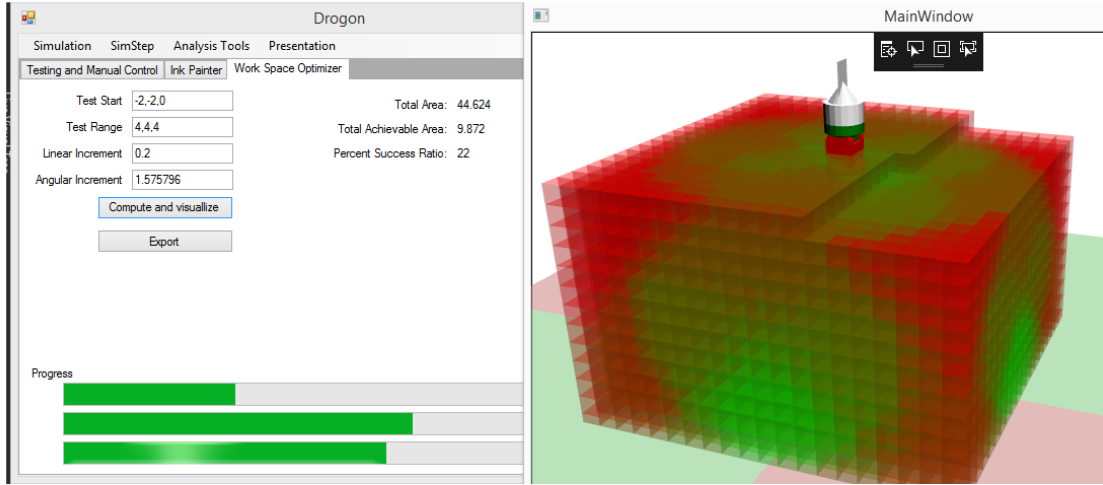 Drogon
Simulation SimStep Analysis Tools Presentation
Testing and Manual Control Ink Painter Work Space Optimizer
Test Start -2,-2,0
Test Range 4,4,4
Linear Increment 0.2
Angular Increment 1.575796
Compute and visuallize
Export
Total Area: 44.624
Total Achievable Area: 9.872
Percent Success Ratio: 22
Progress
MainWindow